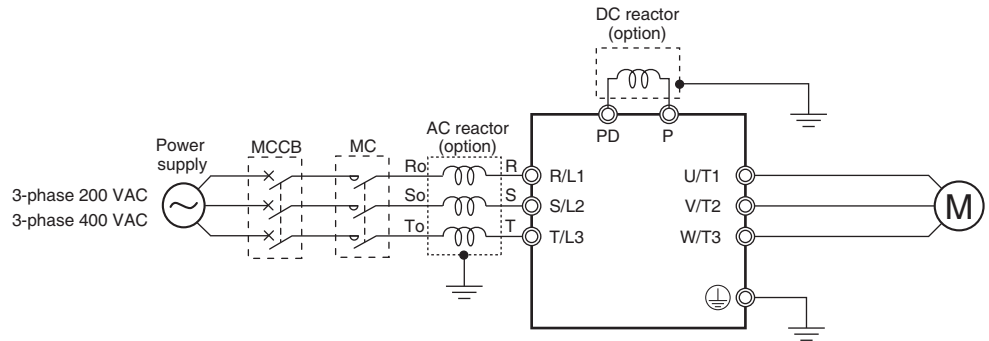 DC reactor
(option)
PD
P
Power
supply
MCCB
MC
AC reactor
(option)
3-phase 200 VAC
3-phase 400 VAC
Ro
R
R/L1
U/T1
So
S
S/L2
V/T2
M
To
T
T/L3
W/T3